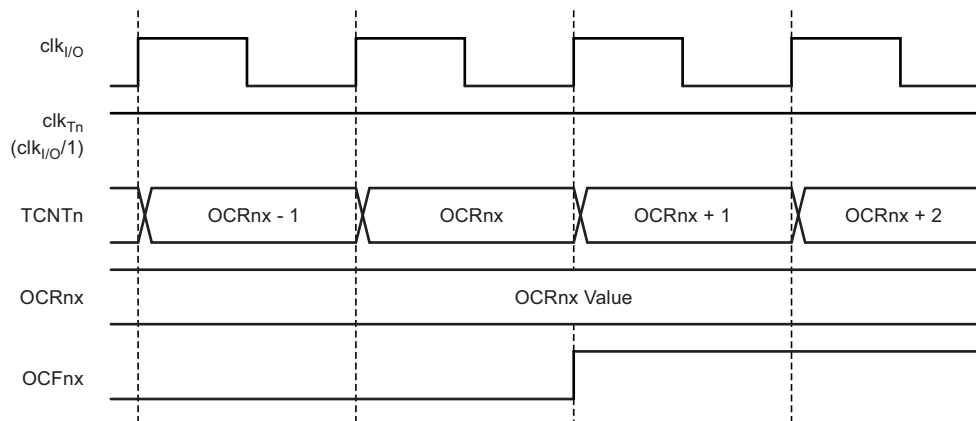 clkI/O
clkTn
(clkI/O/1)
TCNTn
OCRnx - 1
OCRnx
OCRnx + 1
OCRnx + 2
OCRnx
OCRnx Value
OCFnx